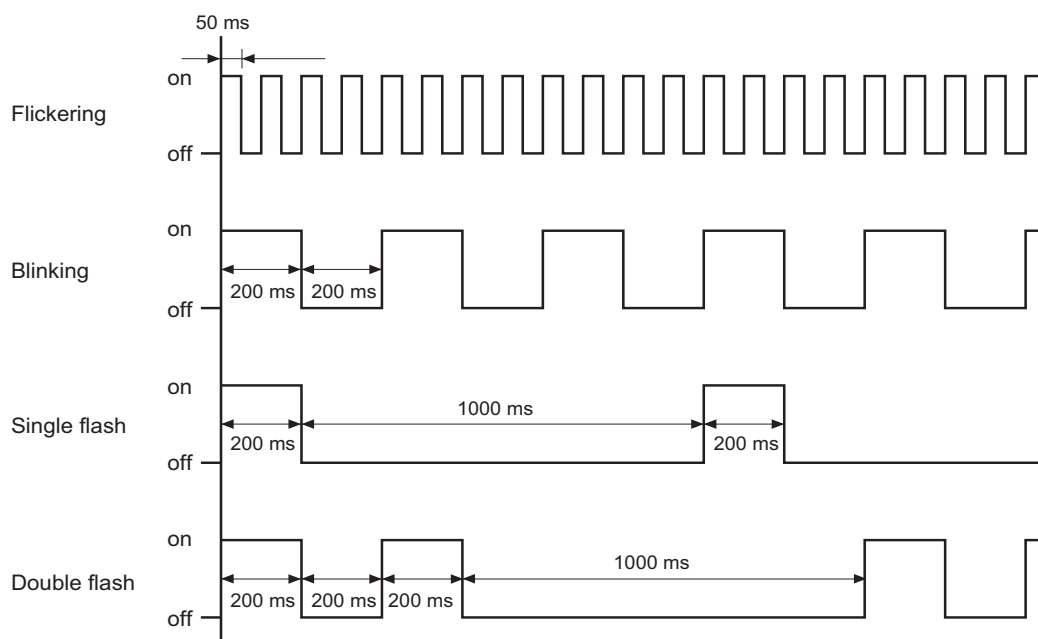 50 ms
on
Flickering
off
on
Blinking
200 ms 200 ms
off
on
1000 ms
Single flash
200 ms 200 ms
off
on
1000 ms
Double flash
200 ms 200 ms 200 ms
off